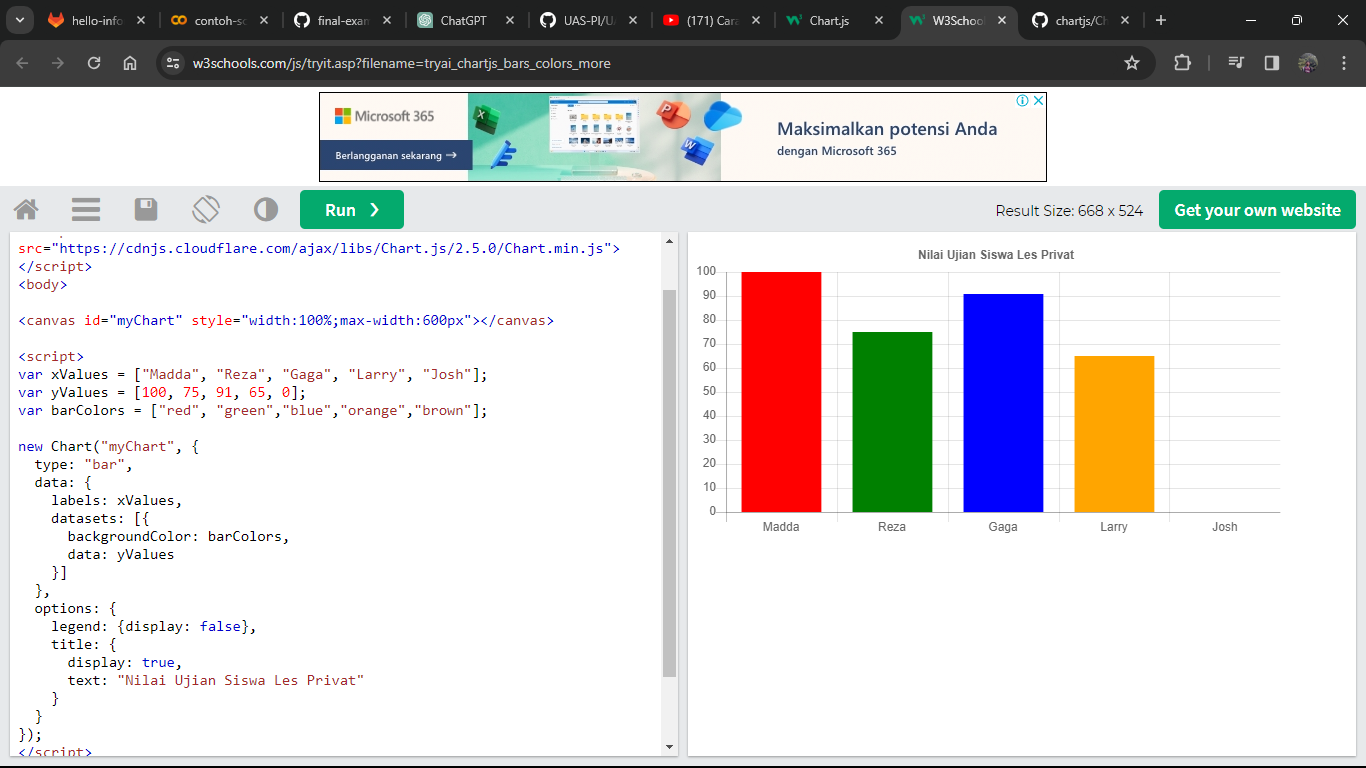 hello-info
contoh-so
final-exam
ChatGPT
UAS-PI/U
(171) Cara
Chart.js
W3School
chartjs/Ch
w3schools.com/js/tryit.asp?filename=tryai_chartjs_bars_colors_more
Microsoft 365
Berlangganan sekarang →
Maksimalkan potensi Anda
dengan Microsoft 365
Run ❯
Result Size: 668 x 524
Get your own website
src="https://cdnjs.cloudflare.com/ajax/libs/Chart.js/2.5.0/Chart.min.js">
</script>
<body>
<canvas id="myChart" style="width:100%;max-width:600px"></canvas>
<script>
var xValues = ["Madda", "Reza", "Gaga", "Larry", "Josh"];
var yValues = [100, 75, 91, 65, 0];
var barColors = ["red", "green","blue","orange","brown"];
new Chart("myChart", {
type: "bar",
data: {
labels: xValues,
datasets: [{
backgroundColor: barColors,
data: yValues
}]
},
options: {
legend: {display: false},
title: {
display: true,
text: "Nilai Ujian Siswa Les Privat"
}
}
});
</script>
Nilai Ujian Siswa Les Privat
100
90
80
70
60
50
40
30
20
10
0
Madda Reza Gaga Larry Josh